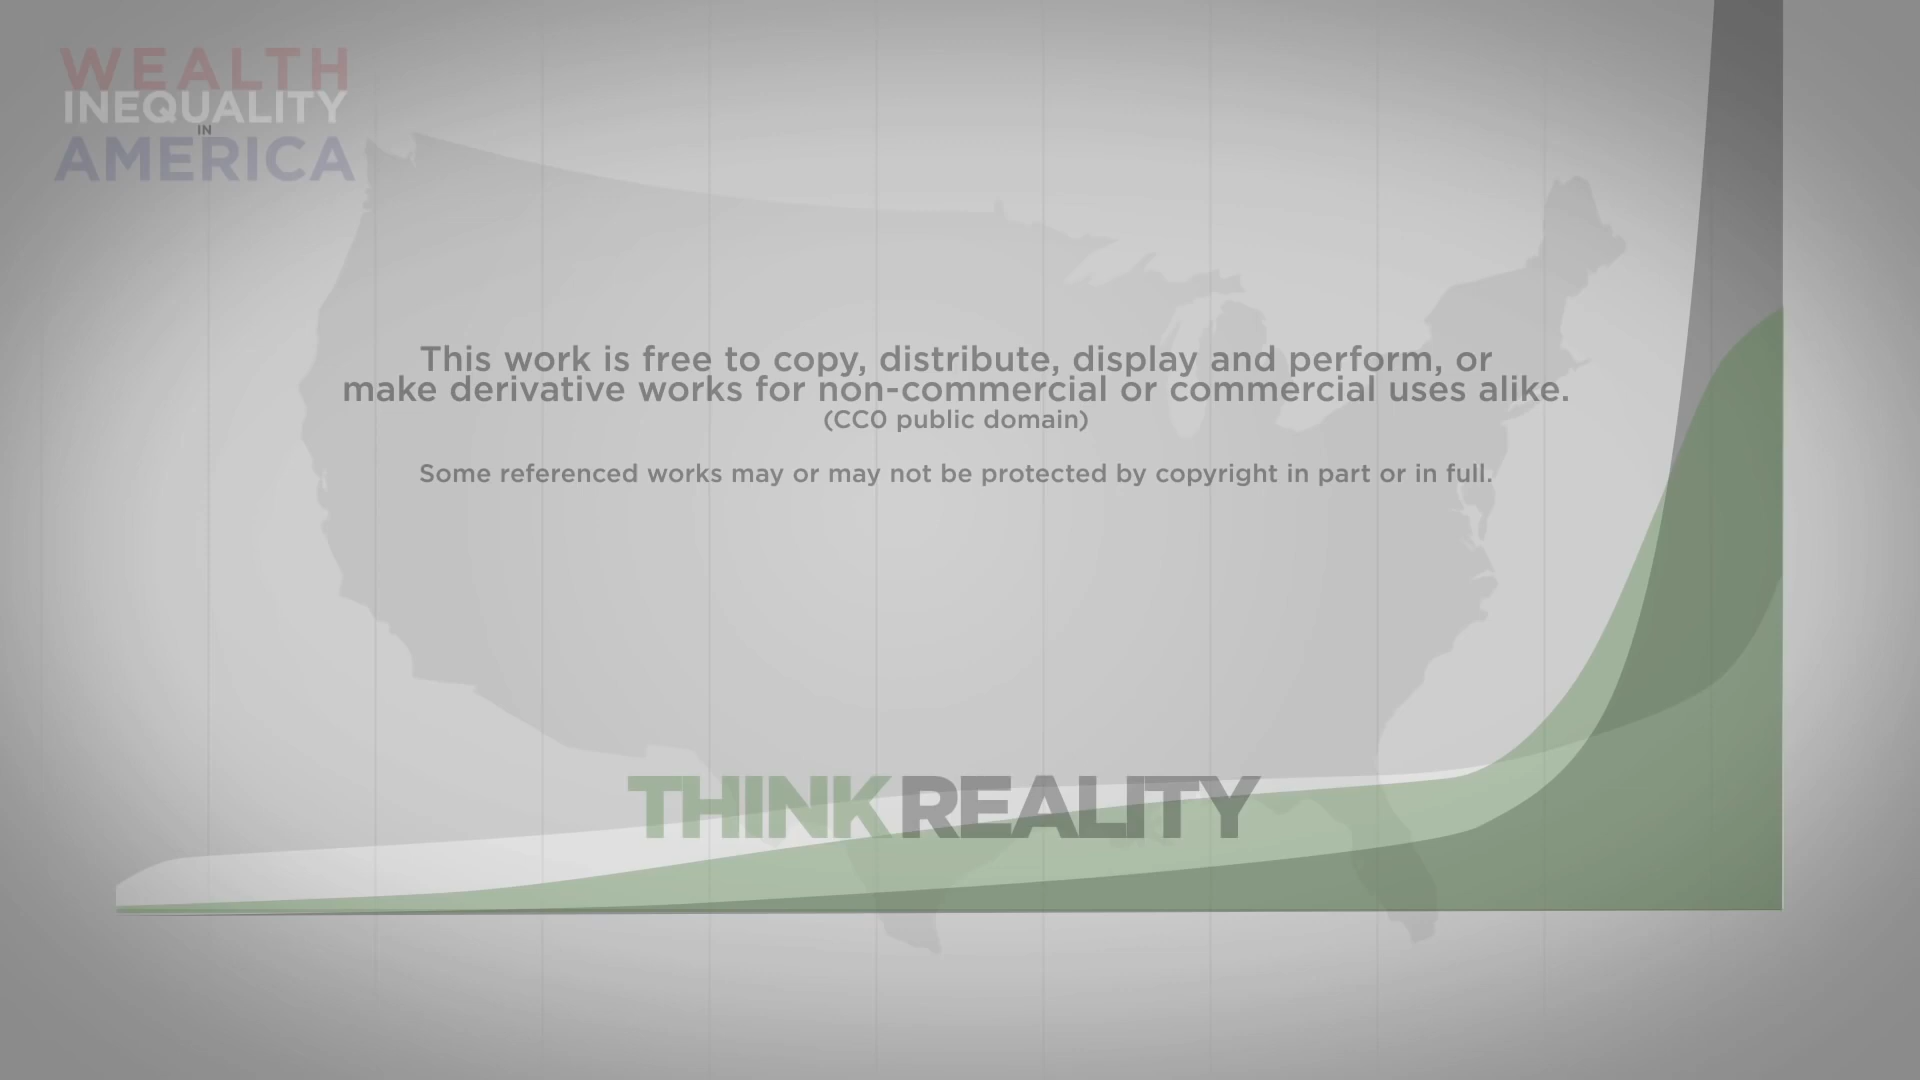 WEALTH
INEQUALITY
IN
AMERICA
This work is free to copy, distribute, display and perform, or
make derivative works for non-commercial or commercial uses alike.
(CC0 public domain)
Some referenced works may or may not be protected by copyright in part or in full.
THINKREALITY